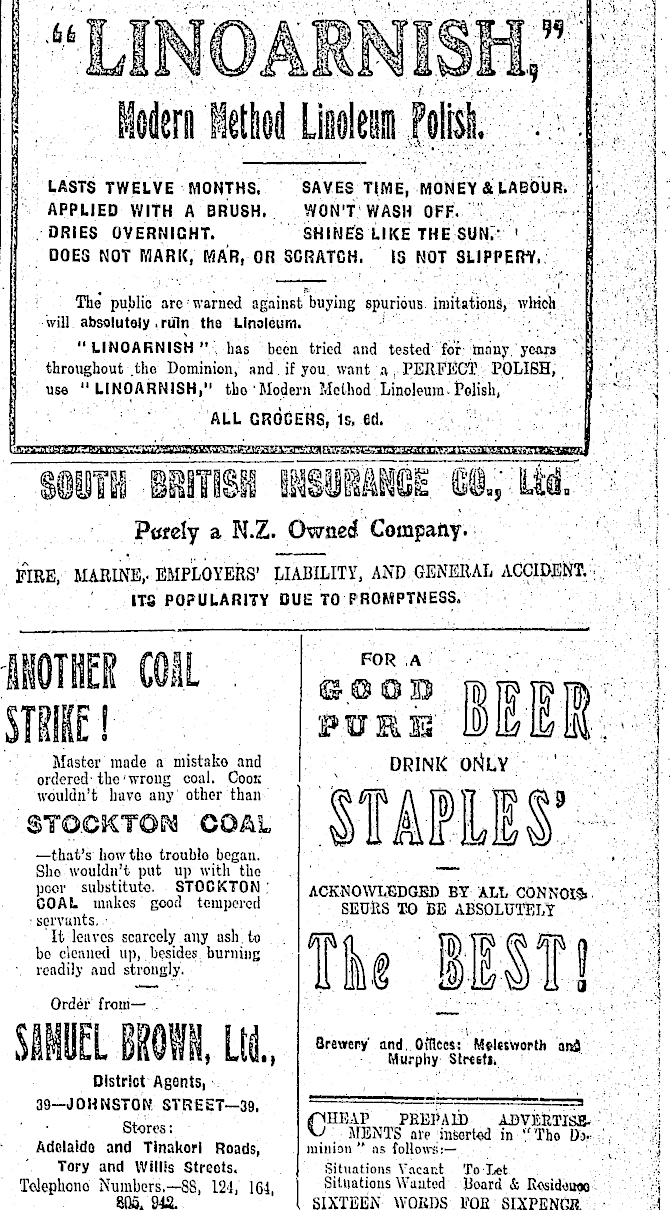 "LINOARNISH,"
Modern Method Linoleum Polish.
LASTS TWELVE MONTHS. SAVES TIME, MONEY & LABOUR.
APPLIED WITH A BRUSH. WON'T WASH OFF.
DRIES OVERNIGHT. SHINES LIKE THE SUN.
DOES NOT MARK, MAR, OR SCRATCH. IS NOT SLIPPERY.
The public are warned against buying spurious imitations, which
will absolutely ruin the Linoleum.
"LINOARNISH" has been tried and tested for many years
throughout the Dominion, and if you want a PERFECT POLISH,
use "LINOARNISH," the Modern Method Linoleum Polish,
ALL GROCERS, 1s. 6d.
SOUTH BRITISH INSURANCE CO., Ltd.
Purely a N.Z. Owned Company.
FIRE, MARINE, EMPLOYERS' LIABILITY, AND GENERAL ACCIDENT.
ITS POPULARITY DUE TO PROMPTNESS.
ANOTHER COAL
STRIKE!
Master made a mistake and
ordered the wrong coal. Cook
wouldn't have any other than
STOCKTON COAL
—that's how the trouble began.
She wouldn't put up with the
poor substitute. STOCKTON
COAL makes good tempered
servants.
It leaves scarcely any ash to
be cleaned up, besides burning
readily and strongly.
Order from—
SAMUEL BROWN, Ltd.,
District Agents,
39—JOHNSTON STREET—39.
Stores:
Adelaide and Tinakori Roads,
Tory and Willis Streets.
Telephone Numbers.—88, 124, 164,
805, 942.
FOR A
GOOD
PURE BEER
DRINK ONLY
STAPLES'
ACKNOWLEDGED BY ALL CONNOIS-
SEURS TO BE ABSOLUTELY
The BEST!
Brewery and Offices: Molesworth and
Murphy Streets.
CHEAP PREPAID ADVERTISE-
MENTS are inserted in "The Do-
minion" as follows:—
Situations Vacant To Let
Situations Wanted Board & Residence
SIXTEEN WORDS FOR SIXPENCE